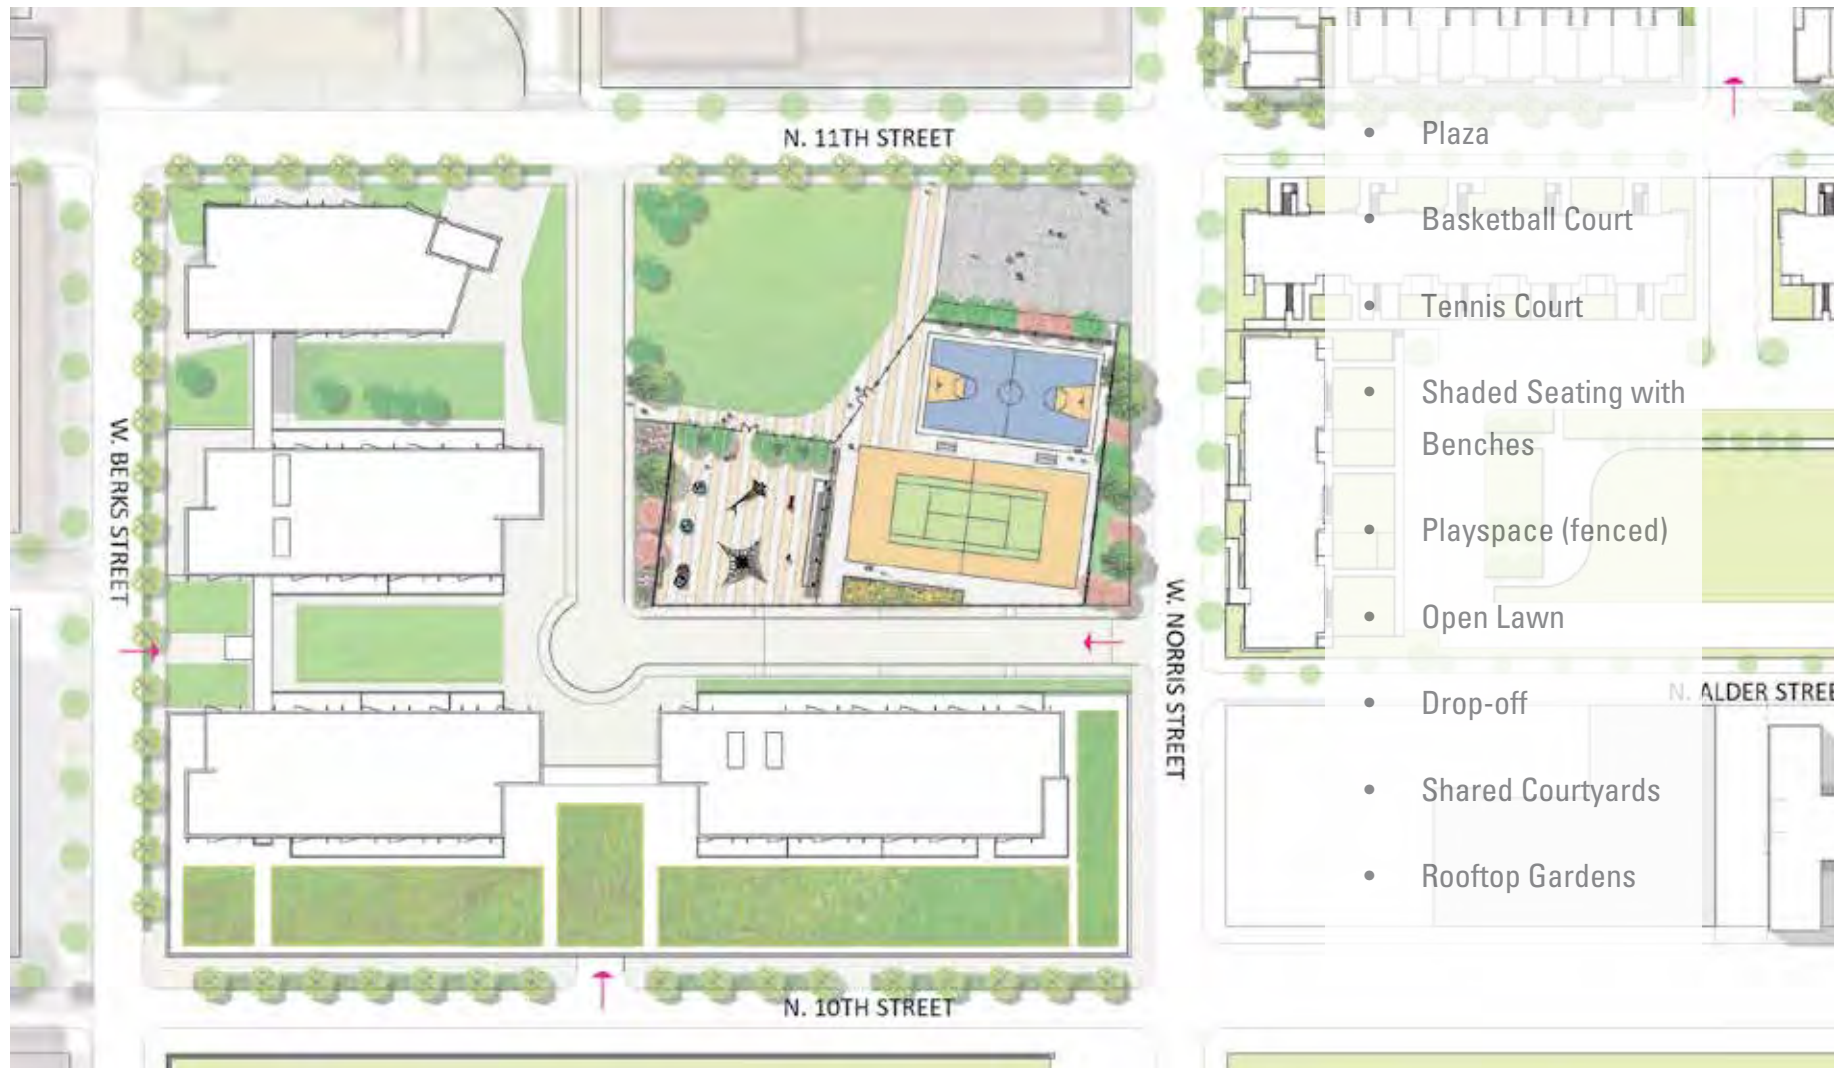 N. 11TH STREET
W. BERKS STREET
W. NORRIS STREET
N. ALDER STREE
N. 10TH STREET
• Plaza
• Basketball Court
• Tennis Court
• Shaded Seating with
Benches
• Playspace (fenced)
• Open Lawn
• Drop-off
• Shared Courtyards
• Rooftop Gardens